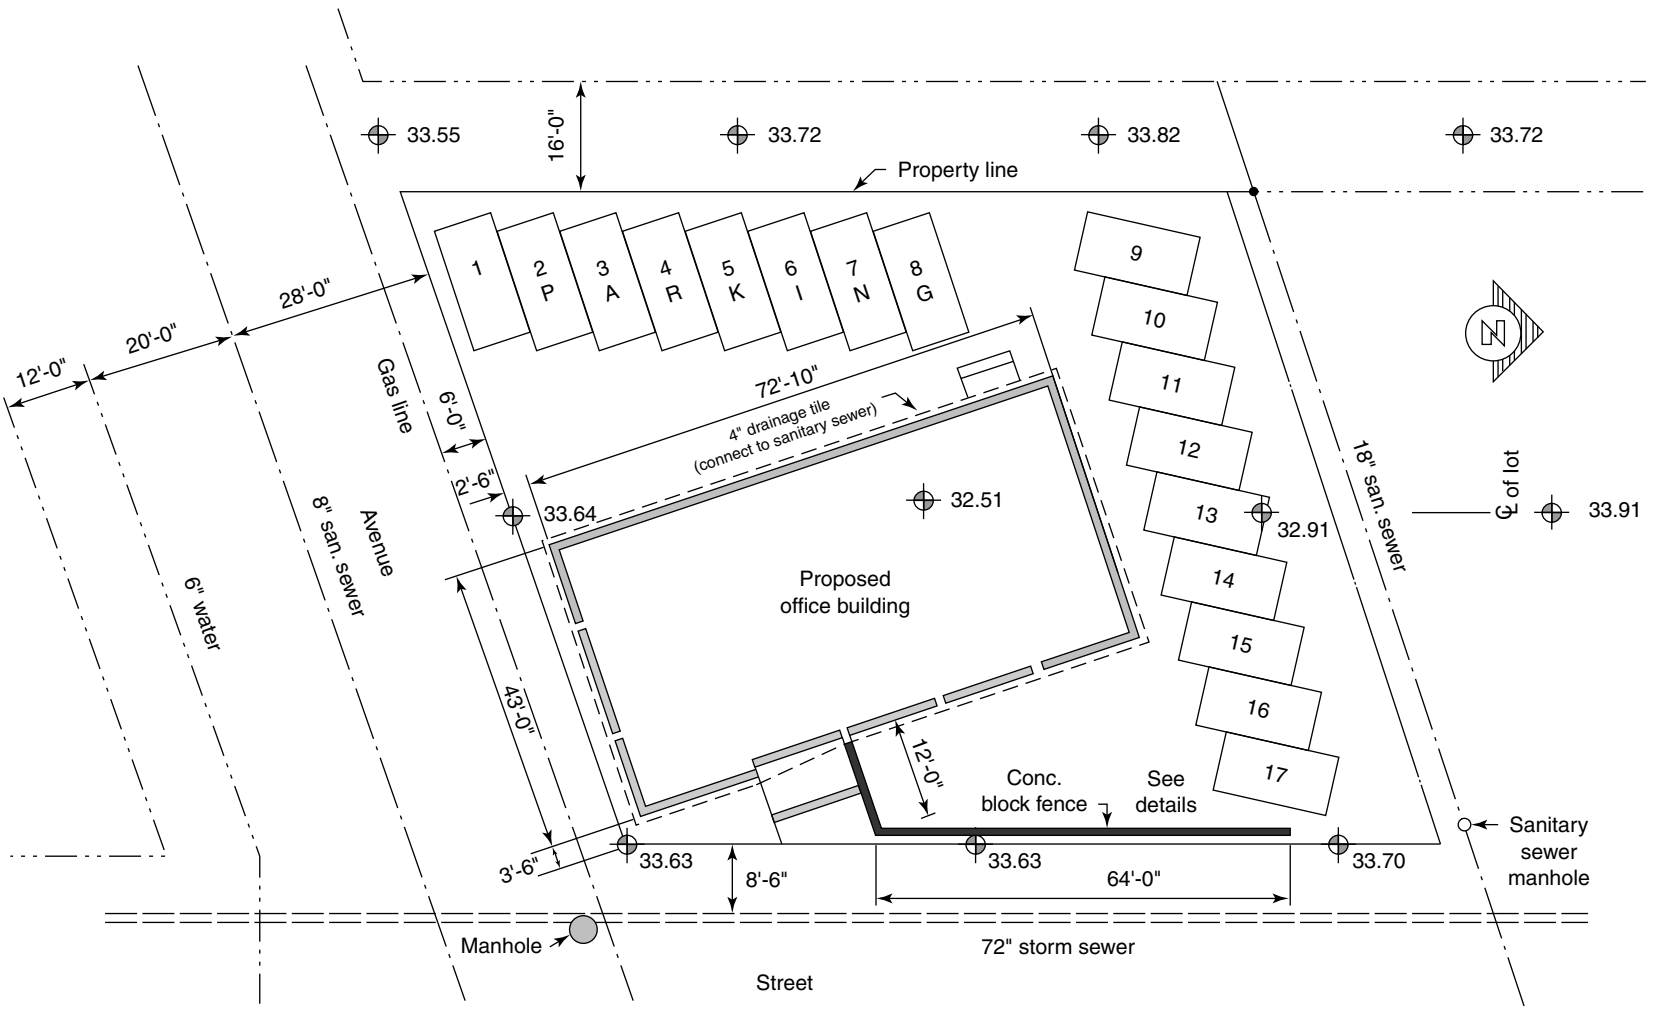 33.55
33.72
33.82
33.72
16'-0"
Property line
1
2
P
3
A
4
R
5
K
6
I
7
N
8
G
9
10
11
12
13
14
15
16
17
12'-0"
20'-0"
28'-0"
Gas line
6'-0"
2'-6"
72'-10"
4" drainage tile
(connect to sanitary sewer)
N
33.64
32.51
32.91
18" san. sewer
℄ of lot
33.91
6" water
8" san. sewer
Avenue
Proposed
office building
43'-0"
12'-0"
Conc.
block fence
See
details
3'-6"
33.63
33.63
33.70
8'-6"
64'-0"
Sanitary
sewer
manhole
Manhole
72" storm sewer
Street